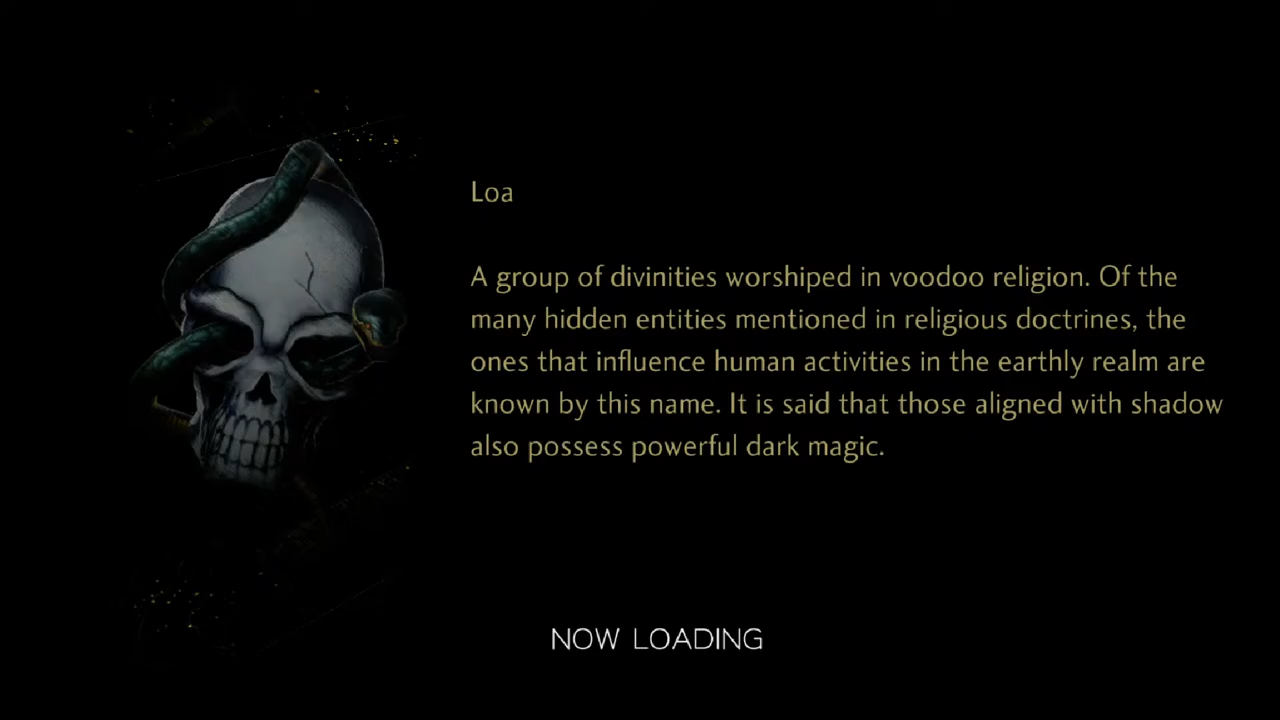 Loa
A group of divinities worshiped in voodoo religion. Of the
many hidden entities mentioned in religious doctrines, the
ones that influence human activities in the earthly realm are
known by this name. It is said that those aligned with shadow
also possess powerful dark magic.
NOW LOADING